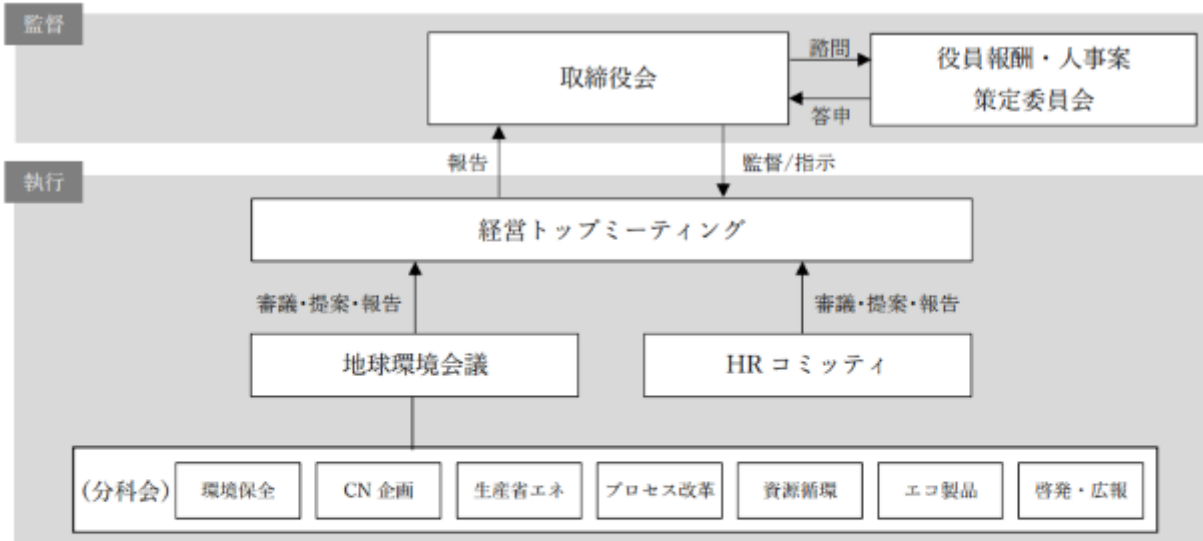 監督
取締役会
諮問
答申
役員報酬・人事案
策定委員会
報告
監督/指示
執行
経営トップミーティング
審議・提案・報告
審議・提案・報告
地球環境会議
HR コミッティ
(分科会)
環境保全
CN 企画
生産省エネ
プロセス改革
資源循環
エコ製品
啓発・広報